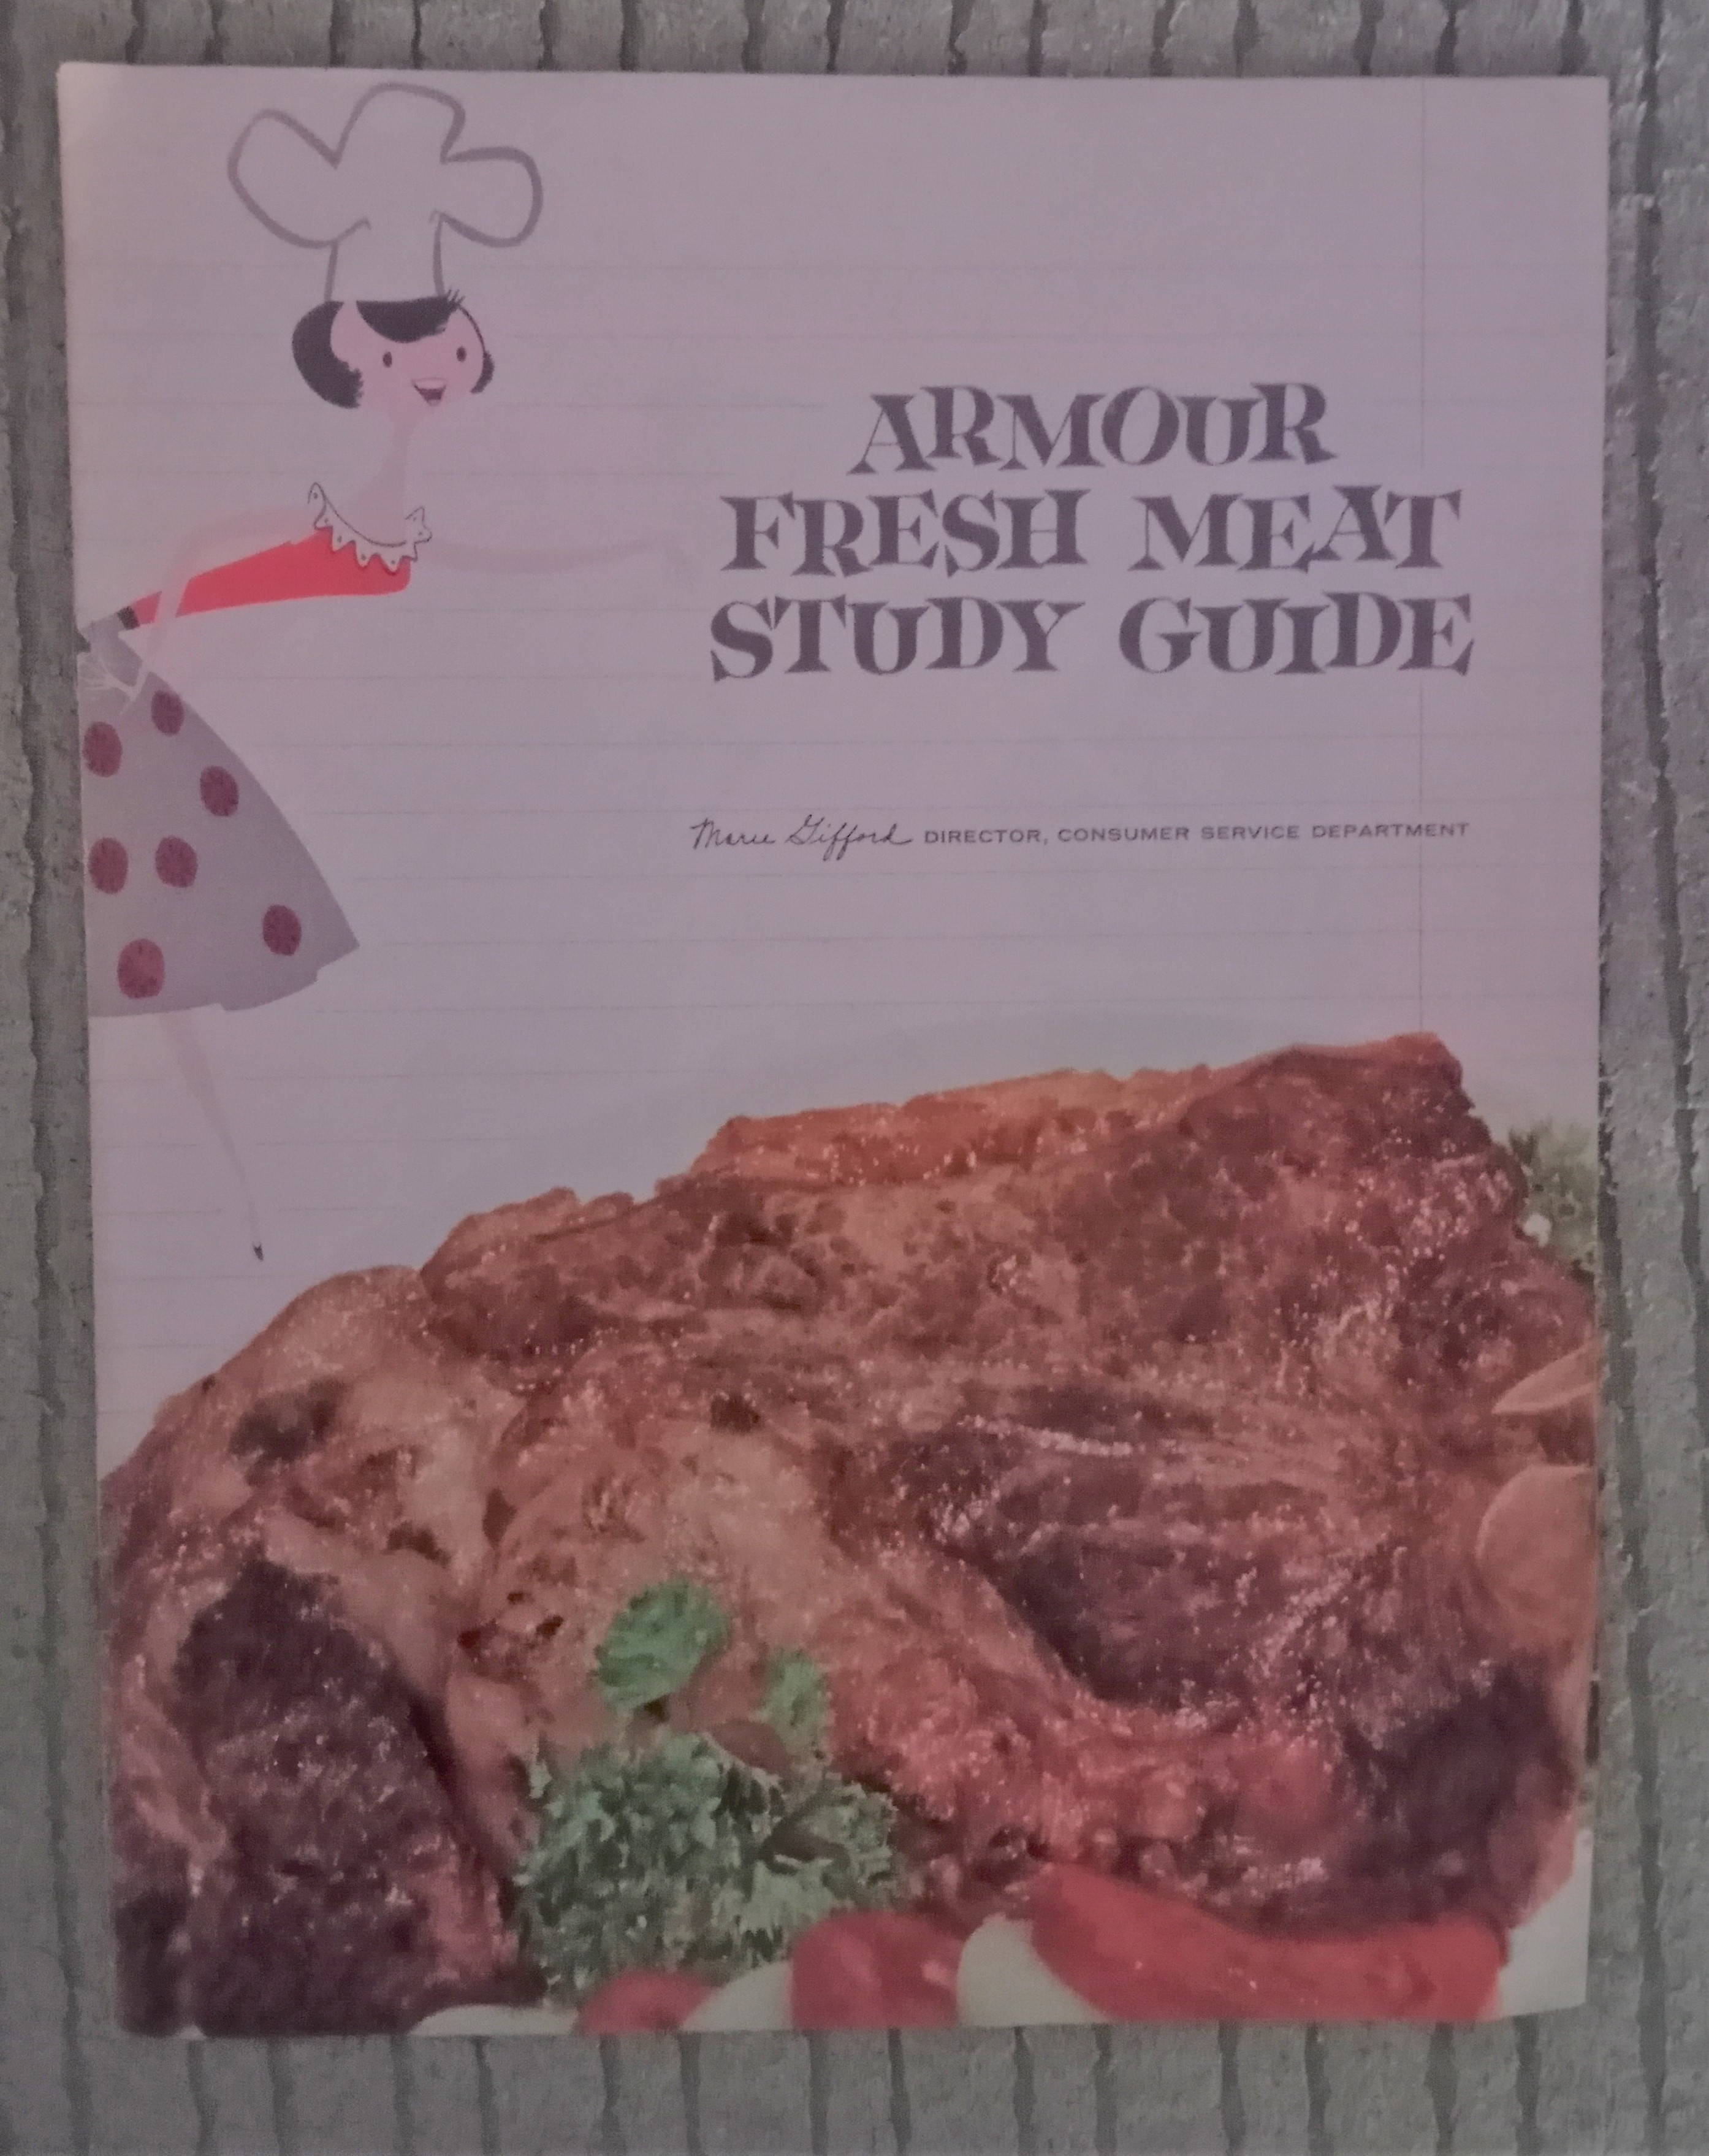 ARMOUR
FRESH MEAT
STUDY GUIDE
Marie Gifford DIRECTOR, CONSUMER SERVICE DEPARTMENT